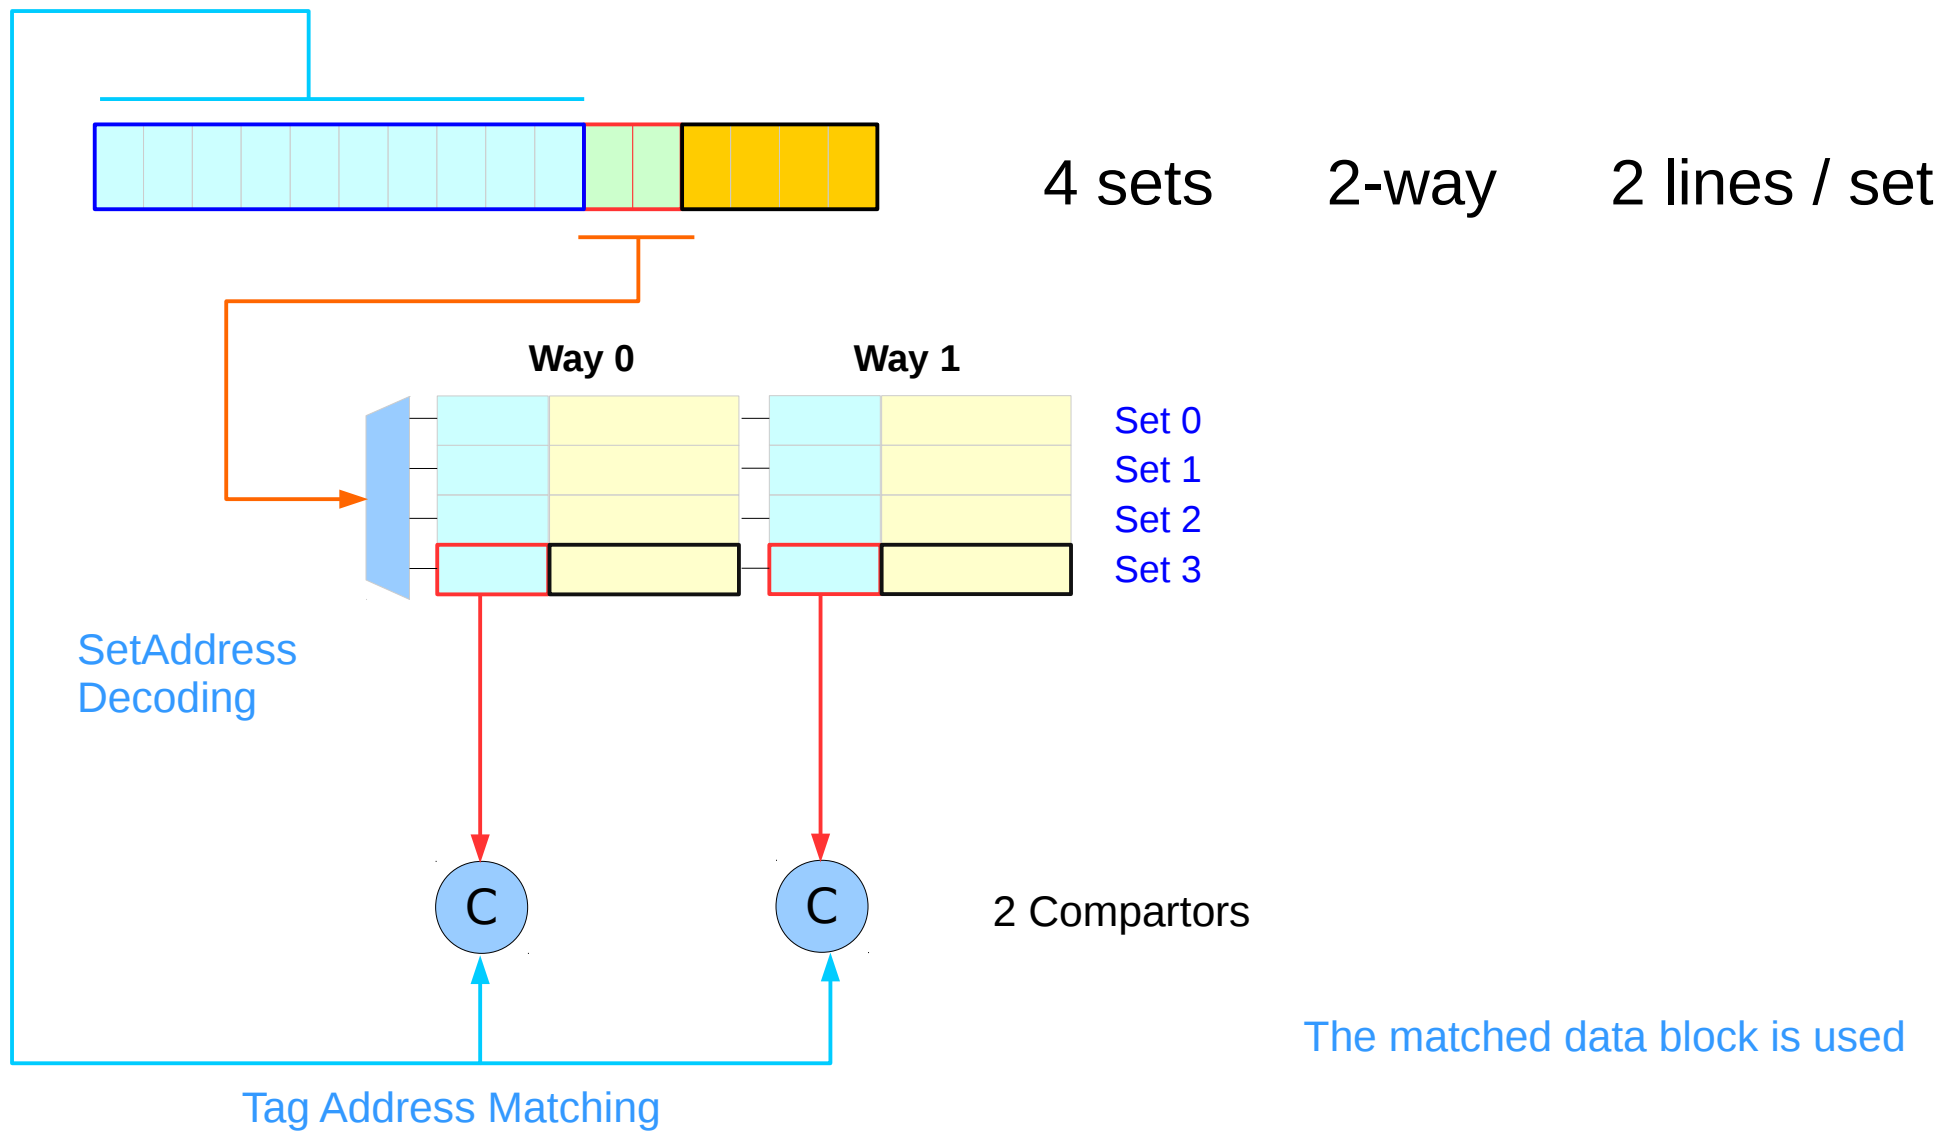 4 sets 2-way 2 lines / set
Way 0 Way 1
Set 0
Set 1
Set 2
Set 3
SetAddress
Decoding
C C
2 Compartors
The matched data block is used
Tag Address Matching